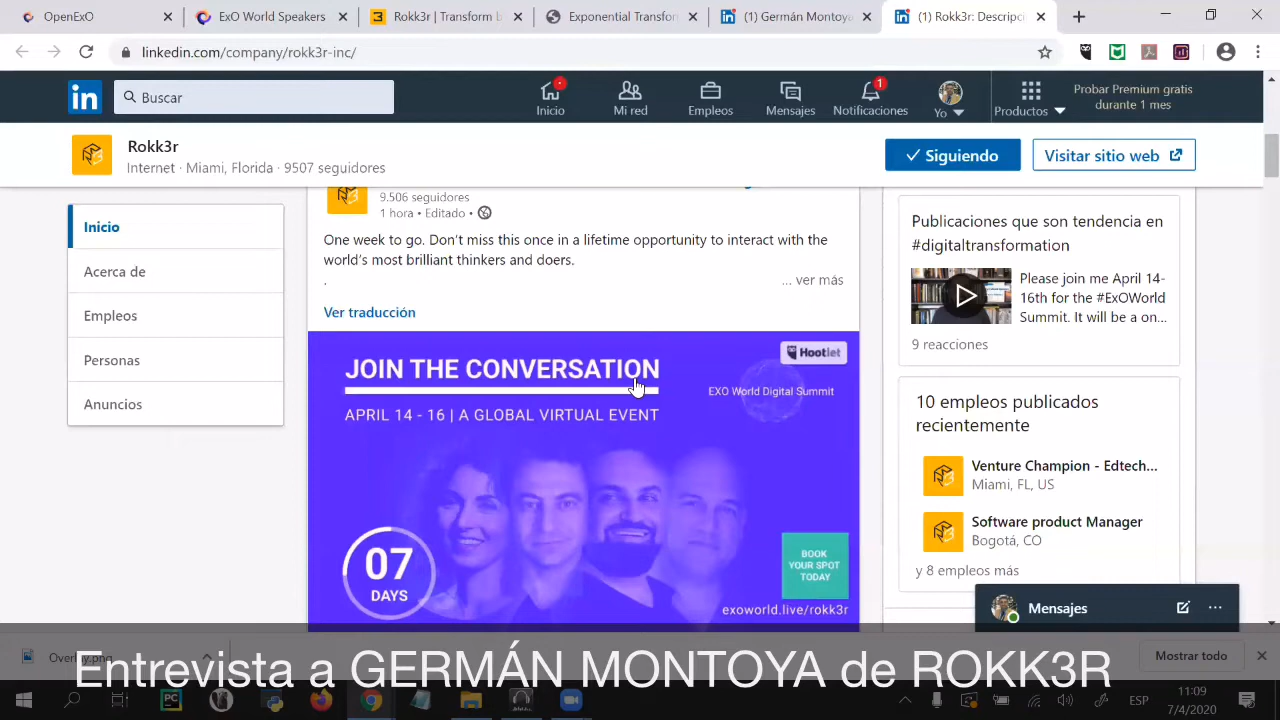 OpenExO
ExO World Speakers
Rokk3r | Transform b
Exponential Transfor
(1) Germán Montoya
(1) Rokk3r: Descripci
linkedin.com/company/rokk3r-inc/
in
Buscar
Inicio
Mi red
Empleos
Mensajes
1
Notificaciones
Yo
Productos
Probar Premium gratis
durante 1 mes
Rokk3r
Internet · Miami, Florida · 9507 seguidores
Siguiendo
Visitar sitio web
Inicio
Acerca de
Empleos
Personas
Anuncios
9.506 seguidores
1 hora • Editado •
One week to go. Don't miss this once in a lifetime opportunity to interact with the
world's most brilliant thinkers and doers.
.
... ver más
Ver traducción
Hootlet
JOIN THE CONVERSATION
EXO World Digital Summit
APRIL 14 - 16 | A GLOBAL VIRTUAL EVENT
07
DAYS
BOOK
YOUR SPOT
TODAY
exoworld.live/rokk3r
Publicaciones que son tendencia en
#digitaltransformation
Please join me April 14-
16th for the #ExOWorld
Summit. It will be a on...
9 reacciones
10 empleos publicados
recientemente
Venture Champion - Edtech...
Miami, FL, US
Software product Manager
Bogotá, CO
y 8 empleos más
Mensajes
Overlay.png
Mostrar todo
Entrevista a GERMÁN MONTOYA de ROKK3R
PC
ESP
11:09
7/4/2020